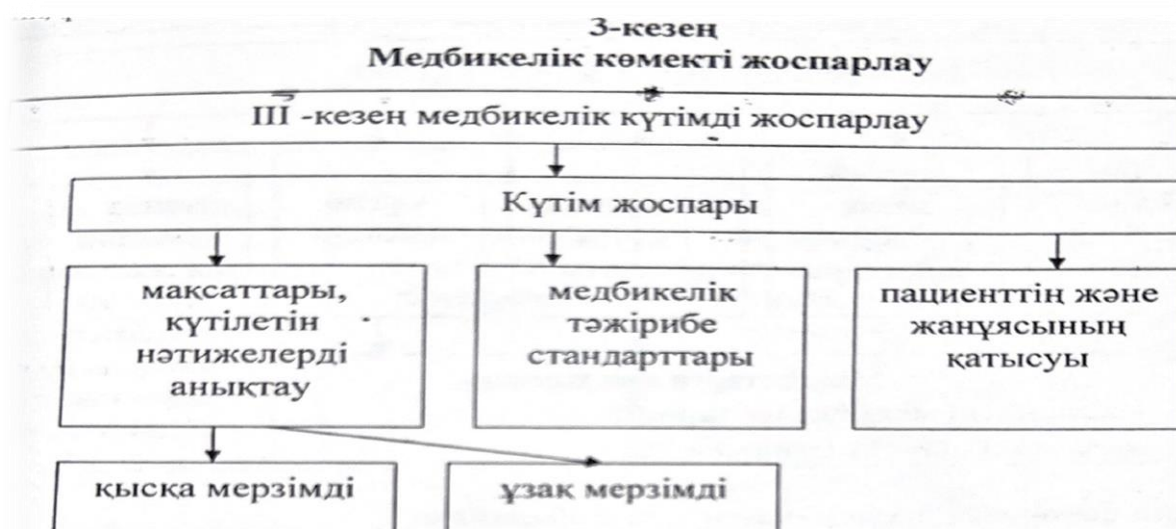 3-кезең
Медбикелік көмекті жоспарлау
III -кезең медбикелік күтімді жоспарлау
Күтім жоспары
мақсаттары,
күтілетін
нәтижелерді
анықтау
медбикелік
тәжірибе
стандарттары
пациенттің және
жанұясының
қатысуы
қысқа мерзімді
ұзақ мерзімді